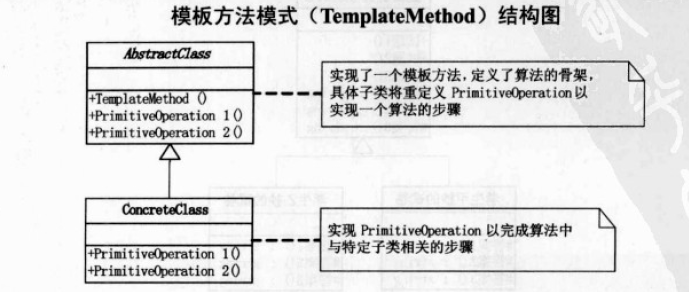 模板方法模式（TemplateMethod）结构图
AbstractClass
+TemplateMethod ()
+PrimitiveOperation 1()
+PrimitiveOperation 2()
实现了一个模板方法，定义了算法的骨架，
具体子类将重定义 PrimitiveOperation 以
实现一个算法的步骤
ConcreteClass
+PrimitiveOperation 1()
+PrimitiveOperation 2()
实现 PrimitiveOperation 以完成算法中
与特定子类相关的步骤